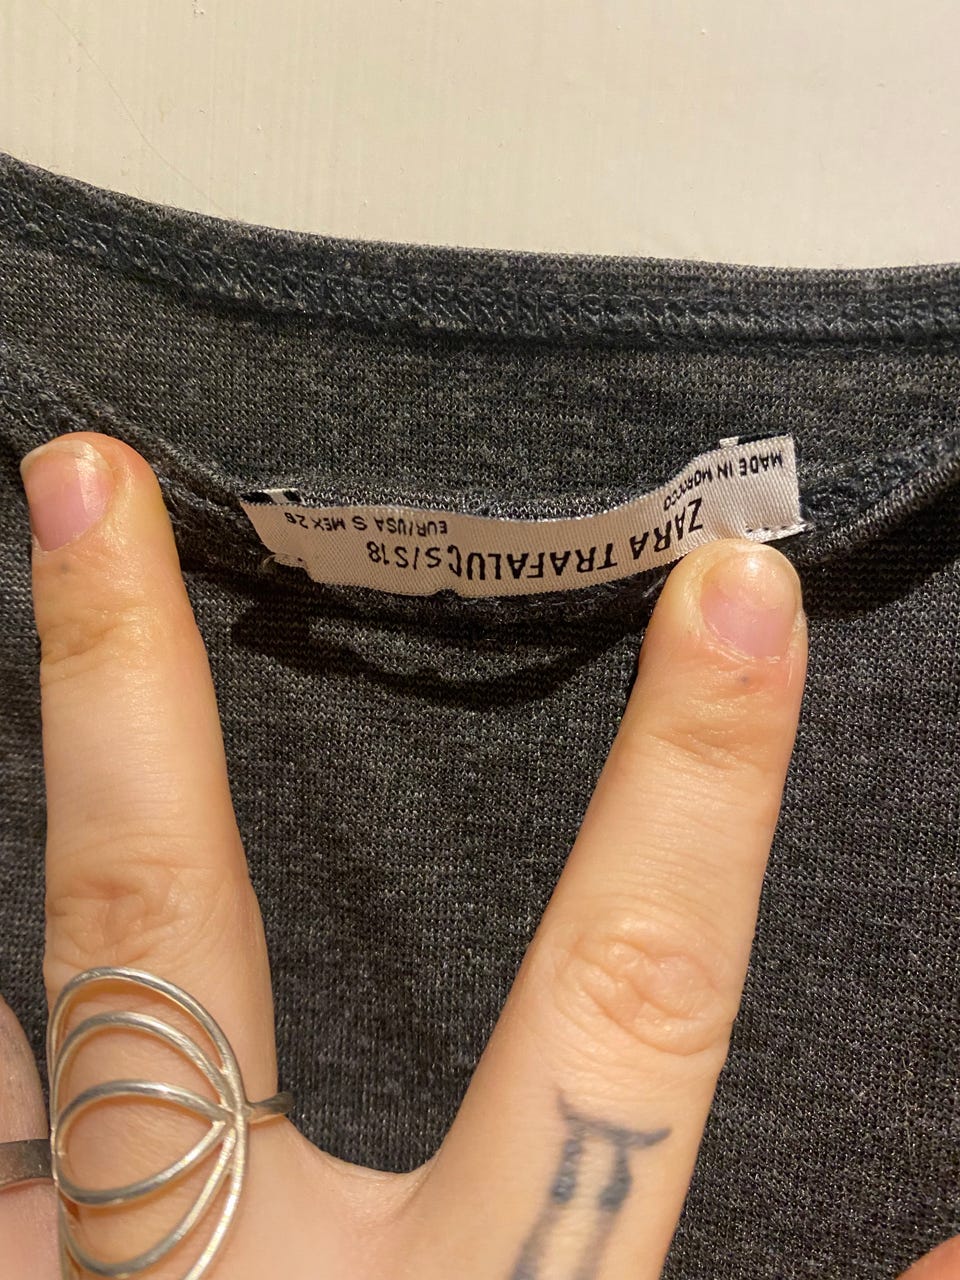 ZARA TRAFALUC S/S18
MADE IN MOROCCO EUR/USA S MEX 26